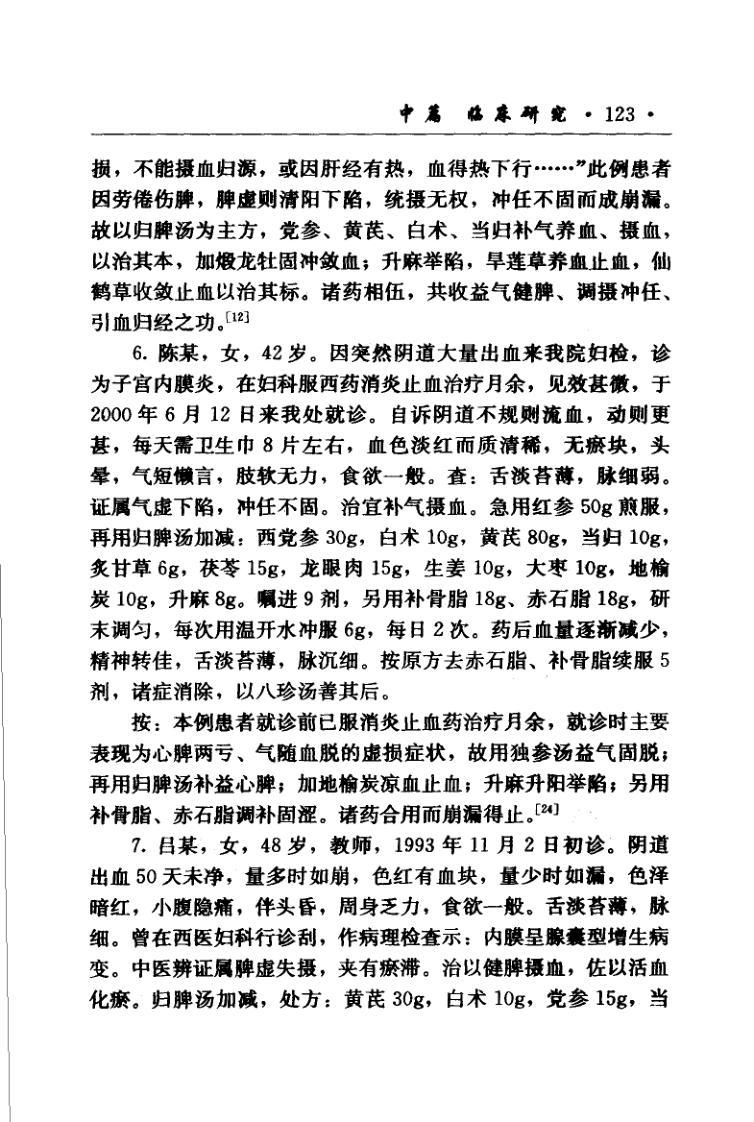 中篇 临床研究 · 123 ·
损，不能摄血归源，或因肝经有热，血得热下行……”此例患者
因劳倦伤脾，脾虚则清阳下陷，统摄无权，冲任不固而成崩漏。
故以归脾汤为主方，党参、黄芪、白术、当归补气养血、摄血，
以治其本，加煅龙牡固冲敛血；升麻举陷，旱莲草养血止血，仙
鹤草收敛止血以治其标。诸药相伍，共收益气健脾、调摄冲任、
引血归经之功。[12]
6. 陈某，女，42 岁。因突然阴道大量出血来我院妇检，诊
为子宫内膜炎，在妇科服西药消炎止血治疗月余，见效甚微，于
2000 年 6 月 12 日来我处就诊。自诉阴道不规则流血，动则更
甚，每天需卫生巾 8 片左右，血色淡红而质清稀，无瘀块，头
晕，气短懒言，肢软无力，食欲一般。查：舌淡苔薄，脉细弱。
证属气虚下陷，冲任不固。治宜补气摄血。急用红参 50g 煎服，
再用归脾汤加减：西党参 30g，白术 10g，黄芪 80g，当归 10g，
炙甘草 6g，茯苓 15g，龙眼肉 15g，生姜 10g，大枣 10g，地榆
炭 10g，升麻 8g。嘱进 9 剂，另用补骨脂 18g、赤石脂 18g，研
末调匀，每次用温开水冲服 6g，每日 2 次。药后血量逐渐减少，
精神转佳，舌淡苔薄，脉沉细。按原方去赤石脂、补骨脂续服 5
剂，诸症消除，以八珍汤善其后。
按：本例患者就诊前已服消炎止血药治疗月余，就诊时主要
表现为心脾两亏、气随血脱的虚损症状，故用独参汤益气固脱；
再用归脾汤补益心脾；加地榆炭凉血止血；升麻升阳举陷；另用
补骨脂、赤石脂调补固涩。诸药合用而崩漏得止。[24]
7. 吕某，女，48 岁，教师，1993 年 11 月 2 日初诊。阴道
出血 50 天未净，量多时如崩，色红有血块，量少时如漏，色泽
暗红，小腹隐痛，伴头昏，周身乏力，食欲一般。舌淡苔薄，脉
细。曾在西医妇科行诊刮，作病理检查示：内膜呈腺囊型增生病
变。中医辨证属脾虚失摄，夹有瘀滞。治以健脾摄血，佐以活血
化瘀。归脾汤加减，处方：黄芪 30g，白术 10g，党参 15g，当